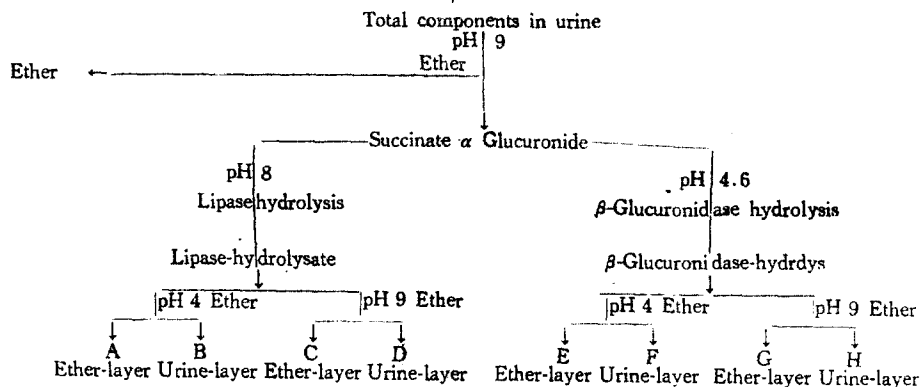 Total components in urine
pH 9
Ether
Ether
Succinate α Glucuronide
pH 8
Lipase hydrolysis
Lipase-hydrolysate
pH 4 Ether
pH 9 Ether
A
B
C
D
Ether-layer Urine-layer Ether-layer Urine-layer
pH 4.6
β-Glucuronidase hydrolysis
β-Glucuroni dase-hydrdys
pH 4 Ether
pH 9 Ether
E
F
G
H
Ether-layer Urine-layer Ether-layer Urine-layer